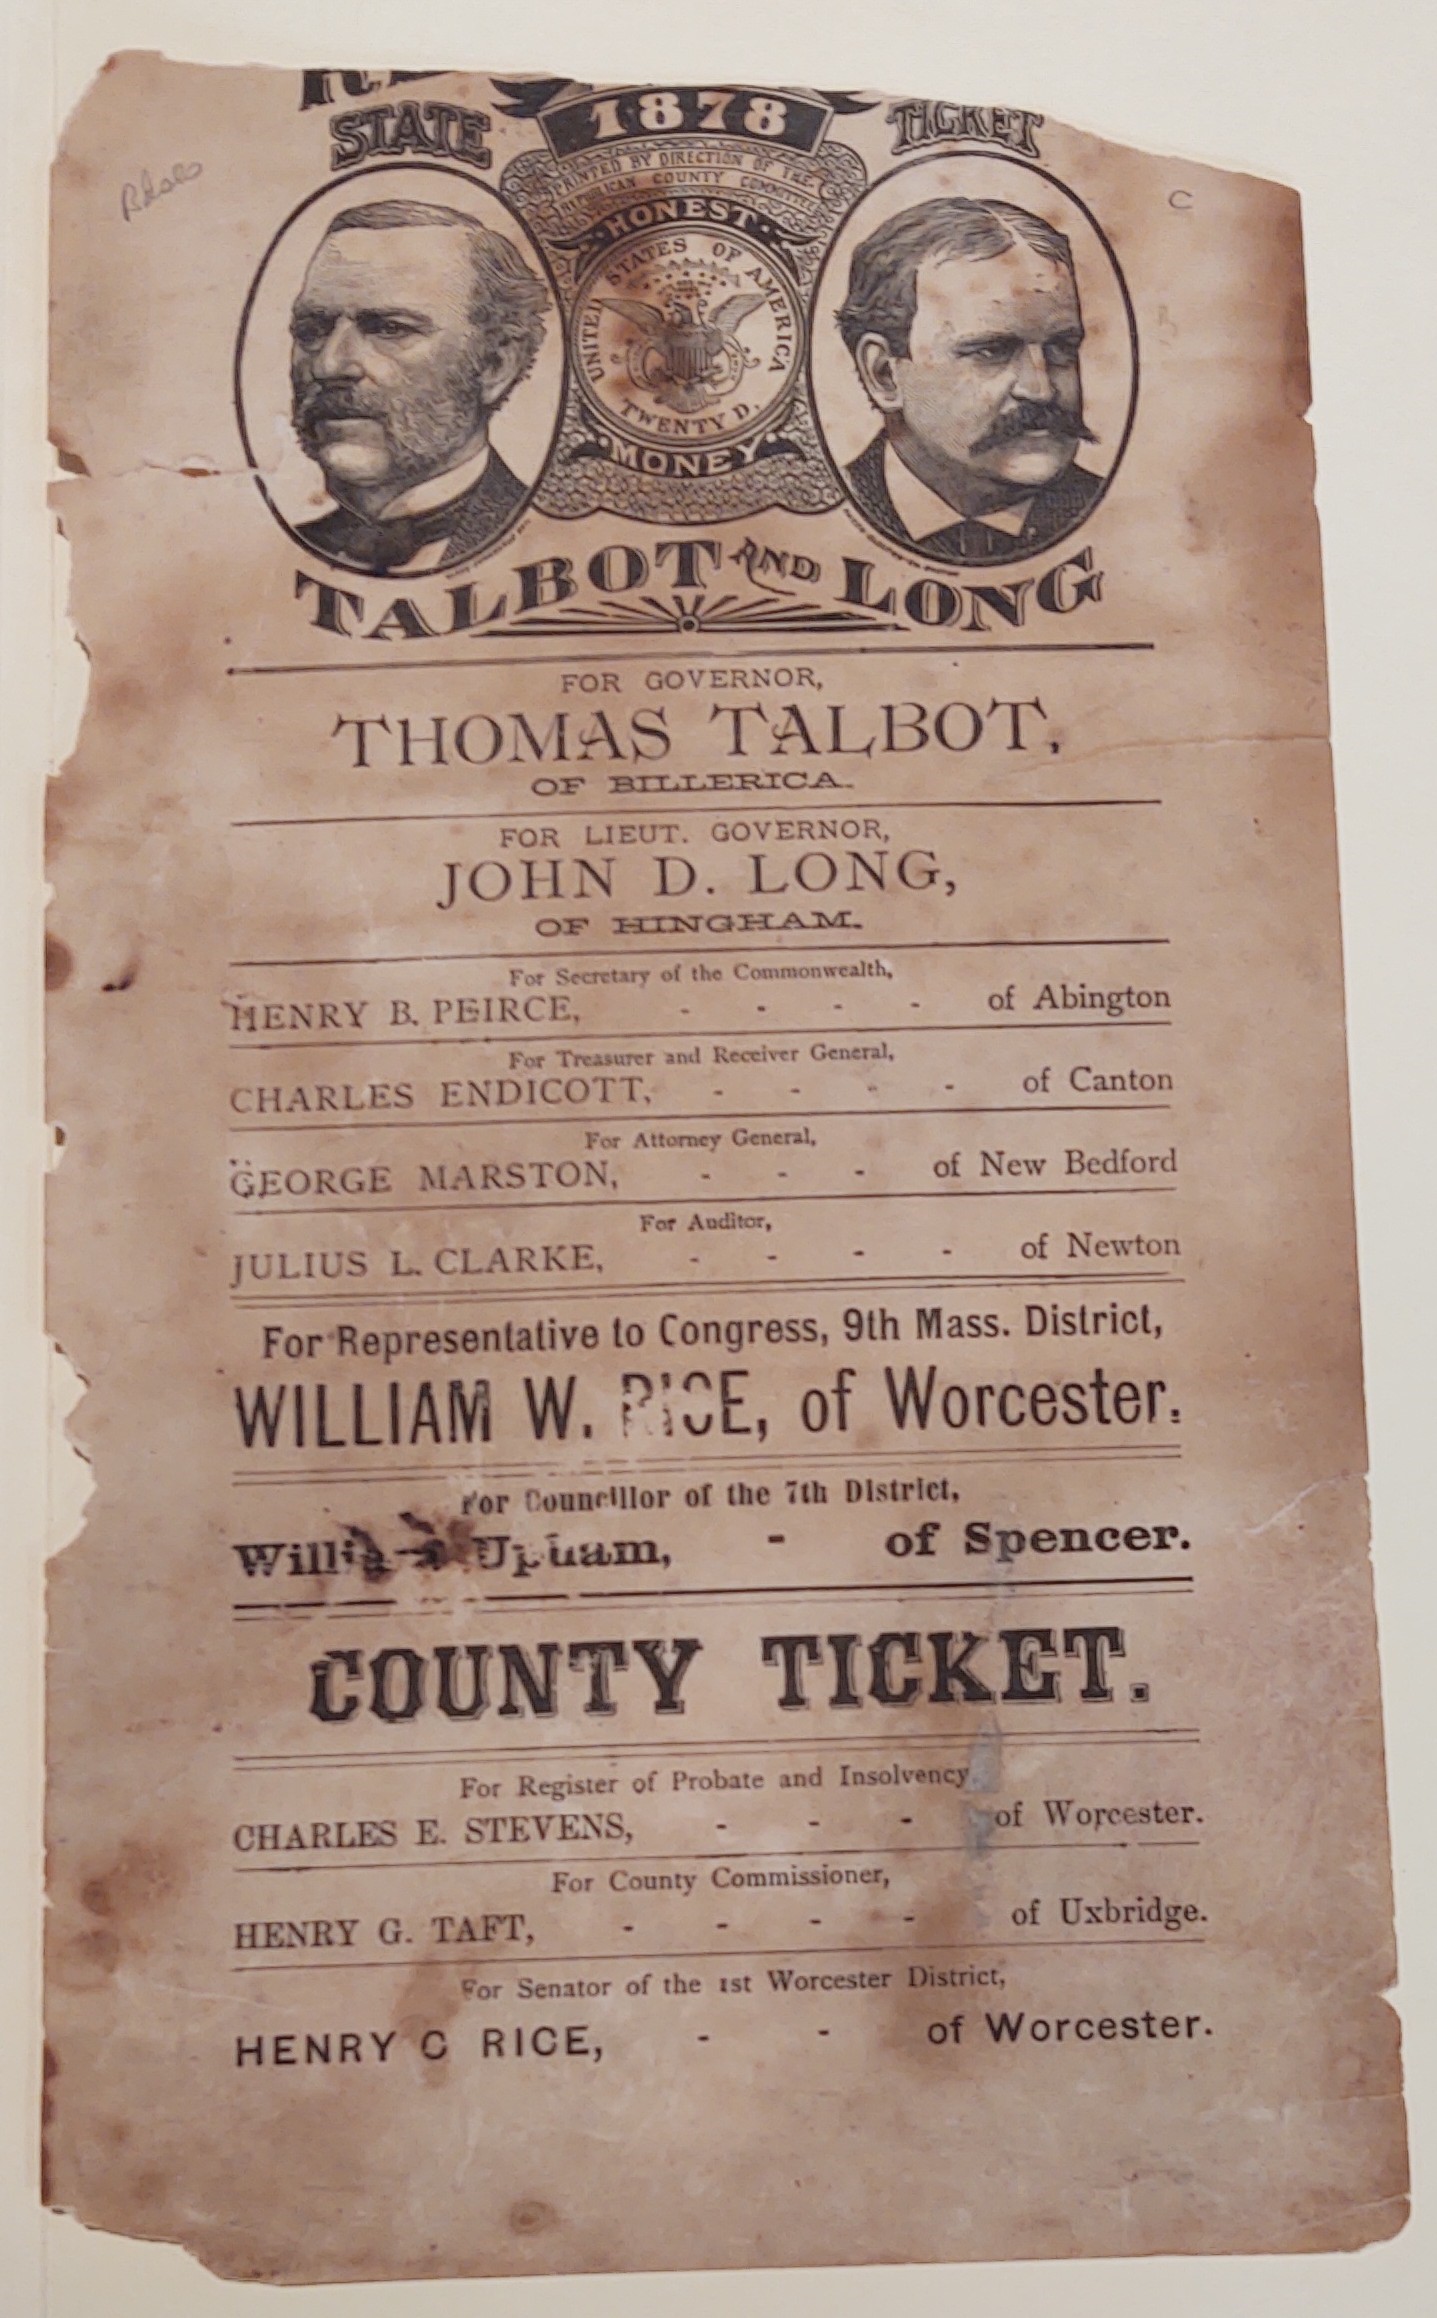 STATE
1878
TICKET
PRINTED BY DIRECTION OF THE
COUNTY COMMITTEE
HONEST
UNITED STATES OF AMERICA
TWENTY D.
MONEY
TALBOT AND LONG
FOR GOVERNOR,
THOMAS TALBOT,
OF BILLERICA.
FOR LIEUT. GOVERNOR,
JOHN D. LONG,
OF HINGHAM.
For Secretary of the Commonwealth,
HENRY B. PEIRCE, - - - - of Abington
For Treasurer and Receiver General,
CHARLES ENDICOTT, - - - - of Canton
For Attorney General,
GEORGE MARSTON, - - - of New Bedford
For Auditor,
JULIUS L. CLARKE, - - - - of Newton
For Representative to Congress, 9th Mass. District,
WILLIAM W. RICE, of Worcester.
For Councillor of the 7th District,
Upham, - of Spencer.
COUNTY TICKET.
For Register of Probate and Insolvency
CHARLES E. STEVENS, - - - of Worcester.
For County Commissioner,
HENRY G. TAFT, - - - - of Uxbridge.
For Senator of the 1st Worcester District,
HENRY C RICE, - - of Worcester.